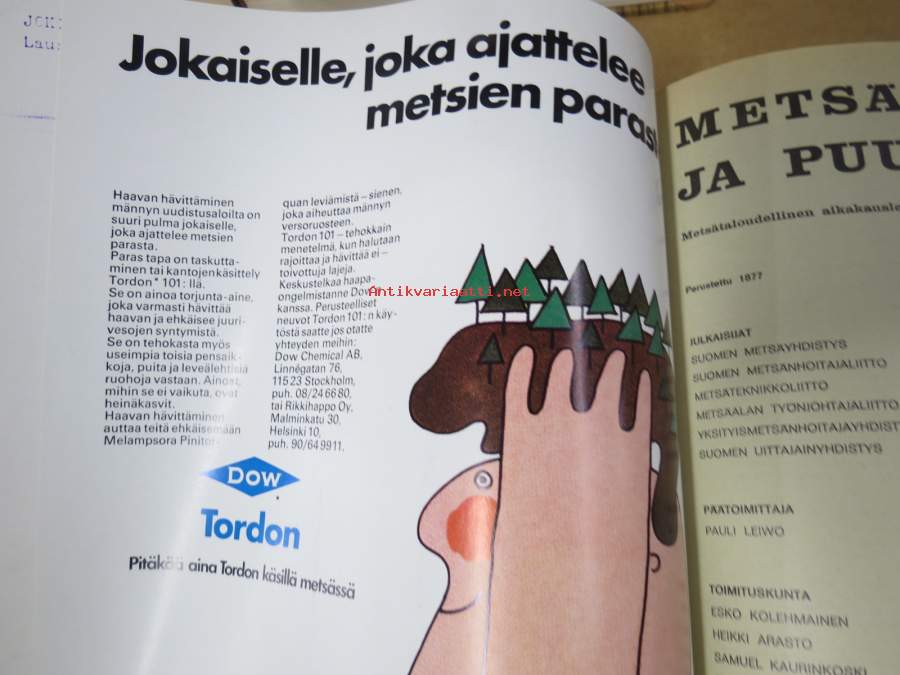 Jokaiselle, joka ajattelee
metsien paras
Haavan hävittäminen
männyn uudistusaloilta on
suuri pulma jokaiselle,
joka ajattelee metsien
parasta.
Paras tapa on taskutta-
minen tai kantojen käsittely
Tordon* 101: llä.
Se on ainoa torjunta-aine,
joka varmasti hävittää
haavan ja ehkäisee juuri-
vesojen syntymistä.
Se on tehokasta myös
useimpia toisia pensaik-
koja, puita ja leveälehtisiä
ruohoja vastaan. Ainoat,
mihin se ei vaikuta, ovat
heinäkasvit.
Haavan hävittäminen
auttaa teitä ehkäisemään
Melampsora Pinitor-
quan leviämistä – sienen,
joka aiheuttaa männyn
versoruosteen.
Tordon 101 – tehokkain
menetelmä, kun halutaan
rajoittaa ja hävittää ei –
toivottuja lajeja.
Keskustelkaa haapa-
ongelmistanne Dow
kanssa. Perusteelliset
neuvot Tordon 101: n käy-
östä saatte jos otatte
yhteyden meihin:
Dow Chemical AB,
Linnégatan 76,
115 23 Stockholm,
puh. 08/24 66 80,
tai Rikkihappo Oy,
Malminkatu 30,
Helsinki 10,
puh. 90/64 99 11.
DOW
Tordon
Pitäkää aina Tordon käsillä metsässä
Antikvariaatti.net
METSÄ
JA PUU
Metsätaloudellinen aikakausle
Perustettu 1877
JULKAISIJAT
SUOMEN METSÄYHDISTYS
SUOMEN METSÄNHOITAJALIITTO
METSÄTEKNIKKOLIITTO
METSÄALAN TYÖNJOHTAJALIITTO
YKSITYISMETSÄNHOITAJAYHDIST
SUOMEN UITTAJAINYHDISTYS
PÄÄTOIMITTAJA
PAULI LEIWO
TOIMITUSKUNTA
ESKO KOLEHMAINEN
HEIKKI ARASTO
SAMUEL KAURINKOSKI